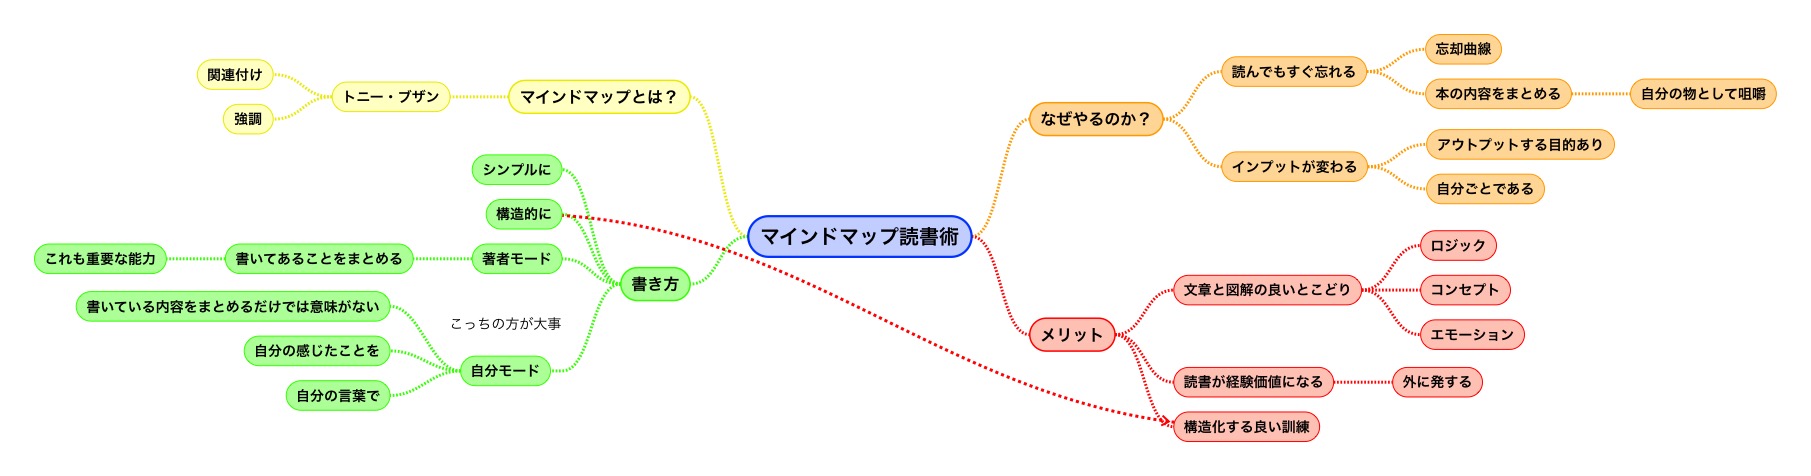 マインドマップ読書術
なぜやるのか？
読んでもすぐ忘れる
忘却曲線
本の内容をまとめる
自分の物として咀嚼
インプットが変わる
アウトプットする目的あり
自分ごとである
メリット
文章と図解の良いとこどり
ロジック
コンセプト
エモーション
読書が経験価値になる
外に発する
構造化する良い訓練
マインドマップとは？
トニー・ブザン
関連付け
強調
書き方
シンプルに
構造的に
著者モード
書いてあることをまとめる
これも重要な能力
こっちの方が大事
自分モード
書いている内容をまとめるだけでは意味がない
自分の感じたことを
自分の言葉で